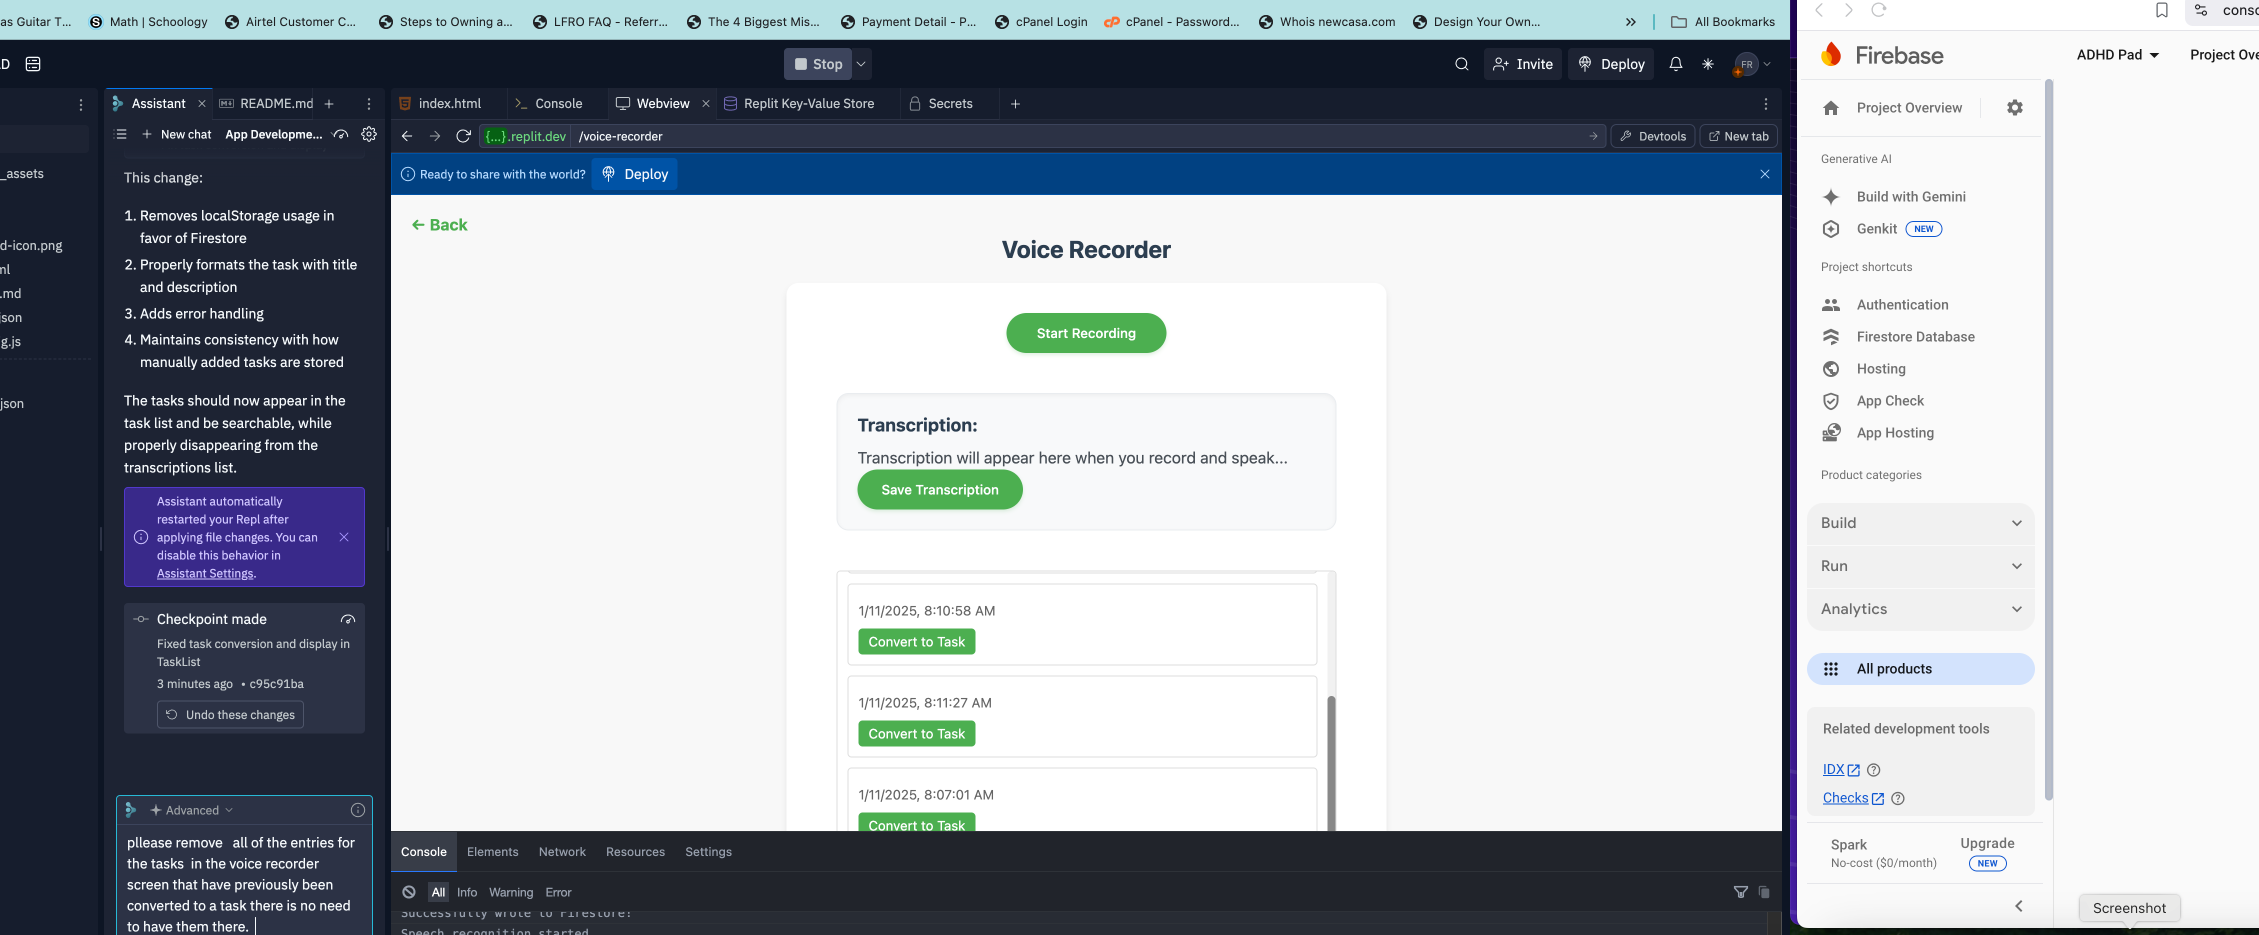 as Guitar T...
Math | Schoology
Airtel Customer C...
Steps to Owning a...
LFRO FAQ - Referr...
The 4 Biggest Mis...
Payment Detail - P...
cPanel Login
cPanel - Password...
Whois newcasa.com
Design Your Own...
All Bookmarks
D
Stop
Invite
Deploy
FR
_assets
d-icon.png
ml
.md
json
g.js
json
Assistant
README.md
New chat
App Developme...
This change:
1. Removes localStorage usage in
favor of Firestore
2. Properly formats the task with title
and description
3. Adds error handling
4. Maintains consistency with how
manually added tasks are stored
The tasks should now appear in the
task list and be searchable, while
properly disappearing from the
transcriptions list.
Assistant automatically
restarted your Repl after
applying file changes. You can
disable this behavior in
Assistant Settings.
Checkpoint made
Fixed task conversion and display in
TaskList
3 minutes ago • c95c91ba
Undo these changes
Advanced
pllease remove all of the entries for
the tasks in the voice recorder
screen that have previously been
converted to a task there is no need
to have them there.
index.html
Console
Webview
Replit Key-Value Store
Secrets
{...}.replit.dev
/voice-recorder
Devtools
New tab
Ready to share with the world?
Deploy
← Back
Voice Recorder
Start Recording
Transcription:
Transcription will appear here when you record and speak...
Save Transcription
1/11/2025, 8:10:58 AM
Convert to Task
1/11/2025, 8:11:27 AM
Convert to Task
1/11/2025, 8:07:01 AM
Convert to Task
Console
Elements
Network
Resources
Settings
All
Info
Warning
Error
Successfully wrote to Firestore!
Speech recognition started
conso
Firebase
ADHD Pad
Project Ove
Project Overview
Generative AI
Build with Gemini
Genkit NEW
Project shortcuts
Authentication
Firestore Database
Hosting
App Check
App Hosting
Product categories
Build
Run
Analytics
All products
Related development tools
IDX
Checks
Spark
No-cost ($0/month)
Upgrade
NEW
Screenshot